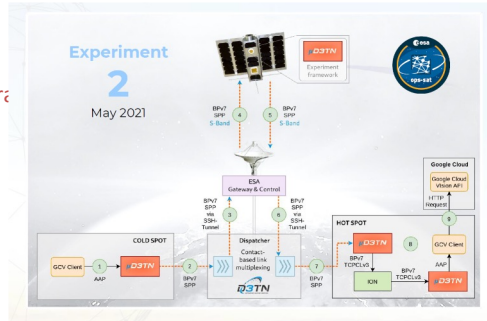 Experiment
2
May 2021
D3TN
Experiment
framework
esa
ops-sat
BPv7
SPP
S-Band
4
5
BPv7
SPP
S-Band
ESA
Gateway & Control
BPv7
SPP
via
SSH-
Tunnel
3
6
BPv7
SPP
via
SSH-
Tunnel
Google Cloud
Google Cloud
Vision API
HTTP
Request
9
COLD SPOT
GCV Client
1
AAP
D3TN
2
BPv7
SPP
Dispatcher
Contact-
based link
multiplexing
D3TN
7
BPv7
SPP
HOT SPOT
D3TN
8
GCV Client
BPv7
TCPCLv3
BPv7
TCPCLv3
AAP
ION
D3TN